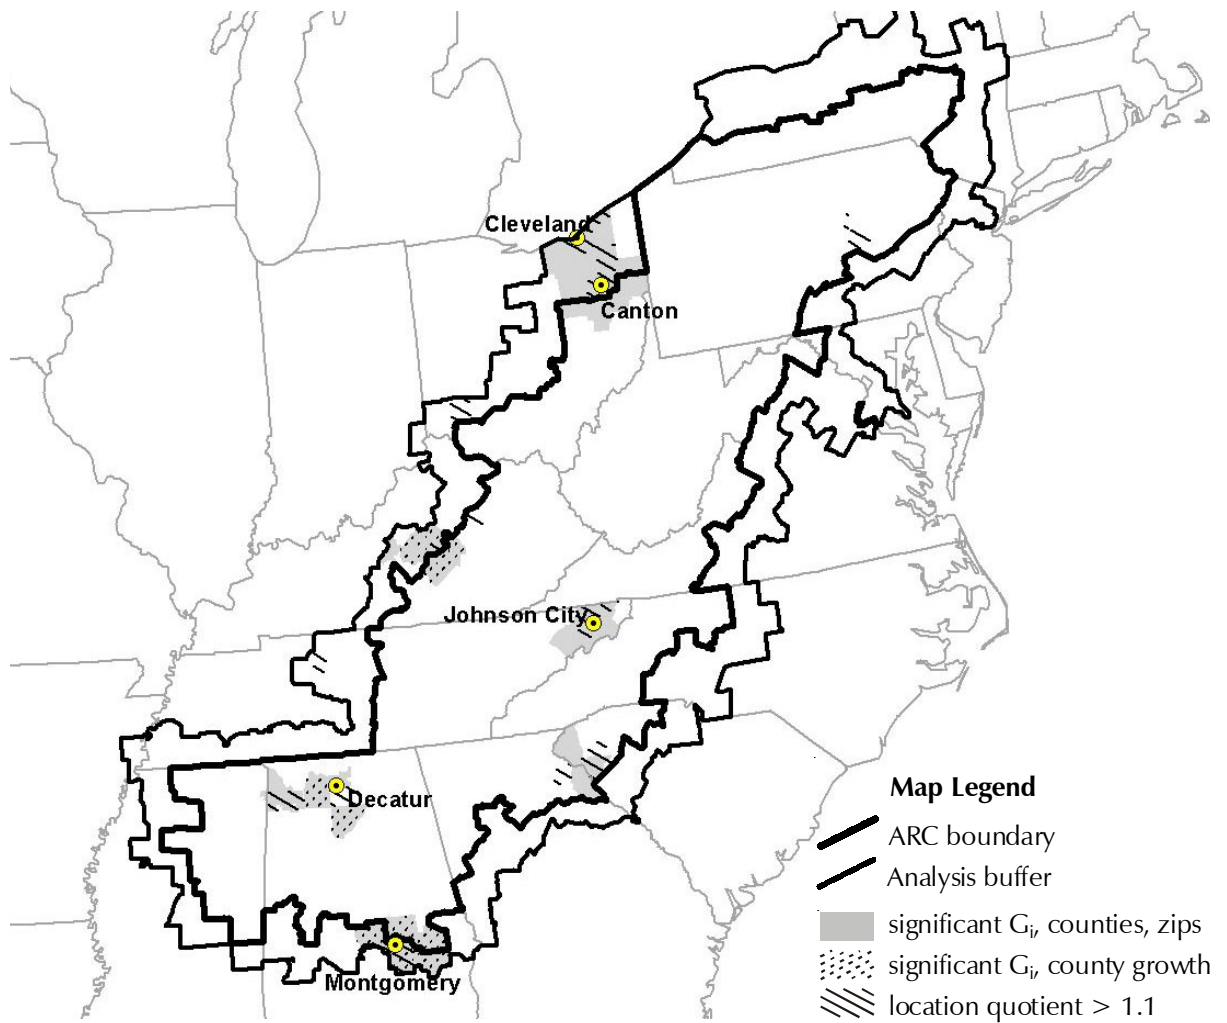 Cleveland
Canton
Johnson City
Decatur
Montgomery
Map Legend
ARC boundary
Analysis buffer
significant Gi, counties, zips
significant Gi, county growth
location quotient > 1.1